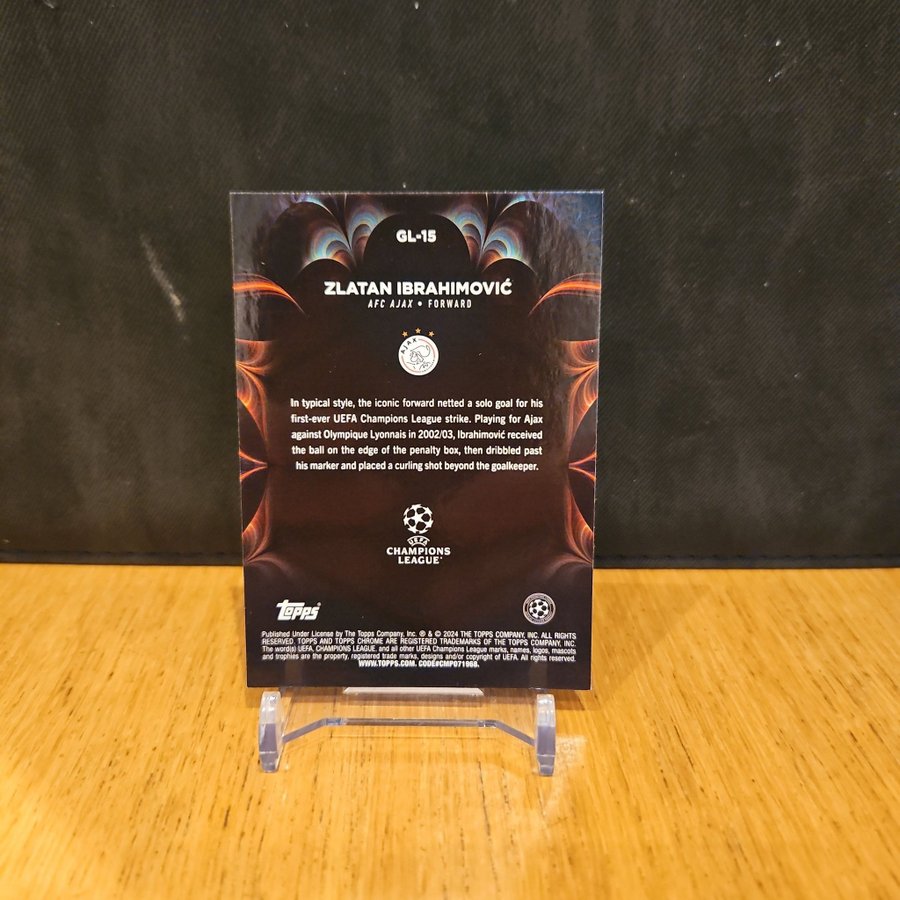 GL-15
ZLATAN IBRAHIMOVIĆ
AFC AJAX • FORWARD
AJAX
In typical style, the iconic forward netted a solo goal for his
first-ever UEFA Champions League strike. Playing for Ajax
against Olympique Lyonnais in 2002/03, Ibrahimović received
the ball on the edge of the penalty box, then dribbled past
his marker and placed a curling shot beyond the goalkeeper.
UEFA
CHAMPIONS
LEAGUE®
Topps®
Published Under License by The Topps Company, Inc. ® & © 2024 THE TOPPS COMPANY, INC. ALL RIGHTS
RESERVED. TOPPS AND TOPPS CHROME ARE REGISTERED TRADEMARKS OF THE TOPPS COMPANY, INC.
The word(s) UEFA, CHAMPIONS LEAGUE, and all other UEFA Champions League marks, names, logos, mascots
and trophies are the property, registered trade marks, designs and/or copyright of UEFA. All rights reserved.
WWW.TOPPS.COM. CODE#CMP071968.